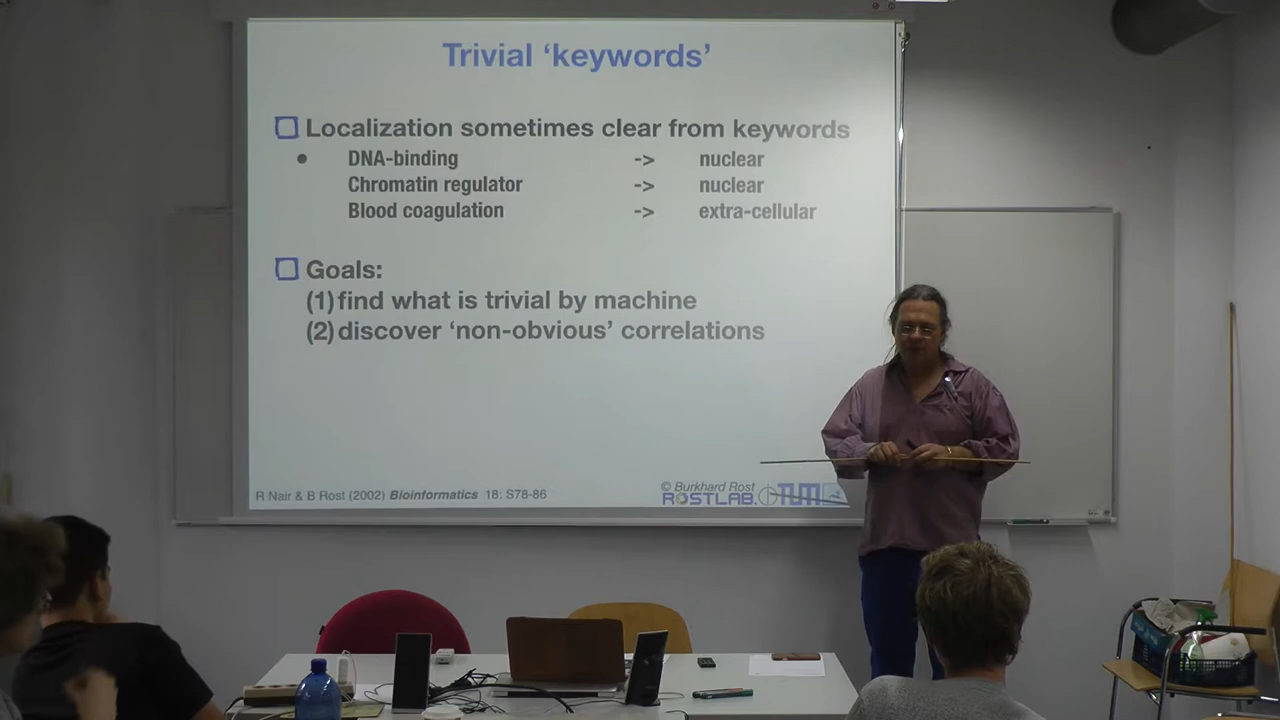 Trivial ‘keywords’
Localization sometimes clear from keywords
DNA-binding -> nuclear
Chromatin regulator -> nuclear
Blood coagulation -> extra-cellular
Goals:
(1) find what is trivial by machine
(2) discover ‘non-obvious’ correlations
R Nair & B Rost (2002) Bioinformatics 18: S78-86
© Burkhard Rost
ROSTLAB.
TUM